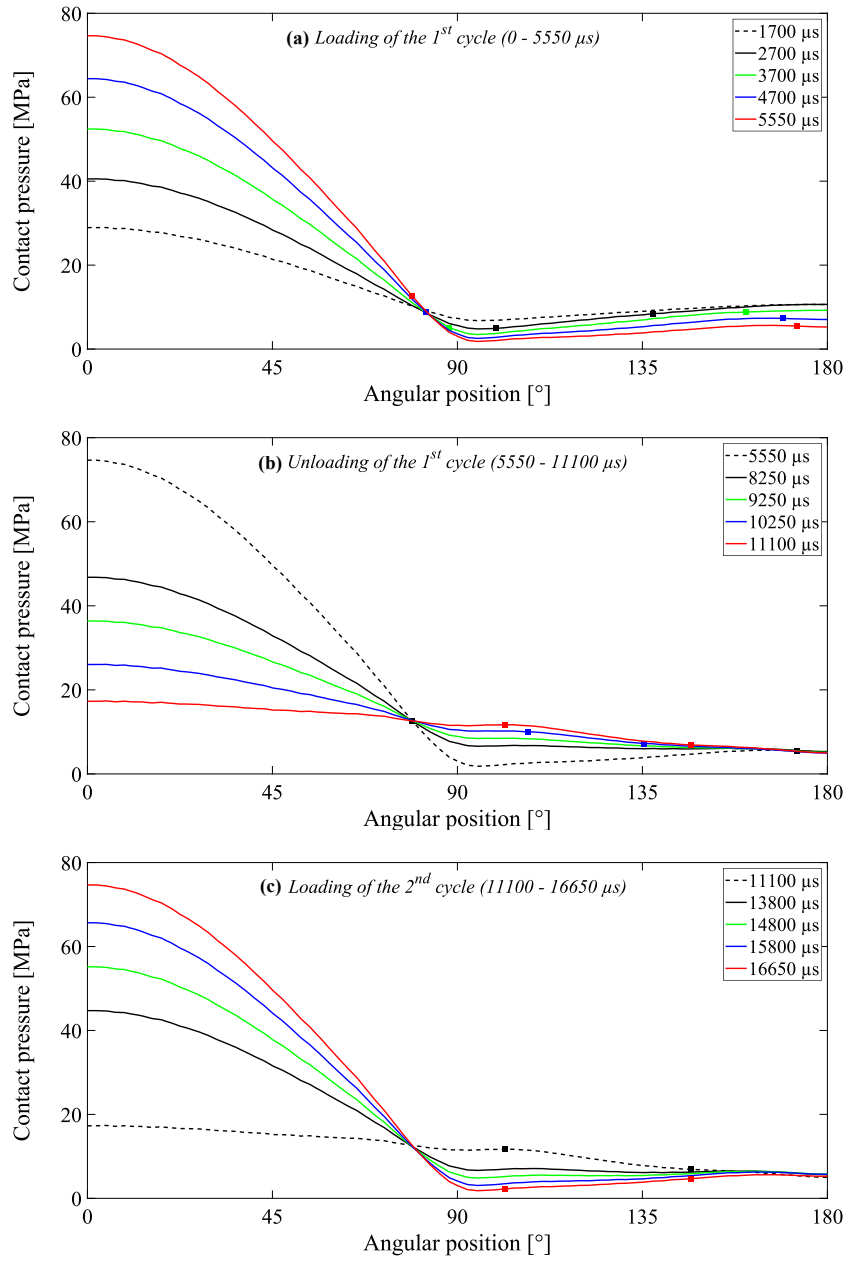 (a) Loading of the 1st cycle (0 - 5550 µs)
1700 µs
2700 µs
3700 µs
4700 µs
5550 µs
80
60
40
20
0
Contact pressure [MPa]
0 45 90 135 180
Angular position [°]
(b) Unloading of the 1st cycle (5550 - 11100 µs)
5550 µs
8250 µs
9250 µs
10250 µs
11100 µs
80
60
40
20
0
Contact pressure [MPa]
0 45 90 135 180
Angular position [°]
(c) Loading of the 2nd cycle (11100 - 16650 µs)
11100 µs
13800 µs
14800 µs
15800 µs
16650 µs
80
60
40
20
0
Contact pressure [MPa]
0 45 90 135 180
Angular position [°]